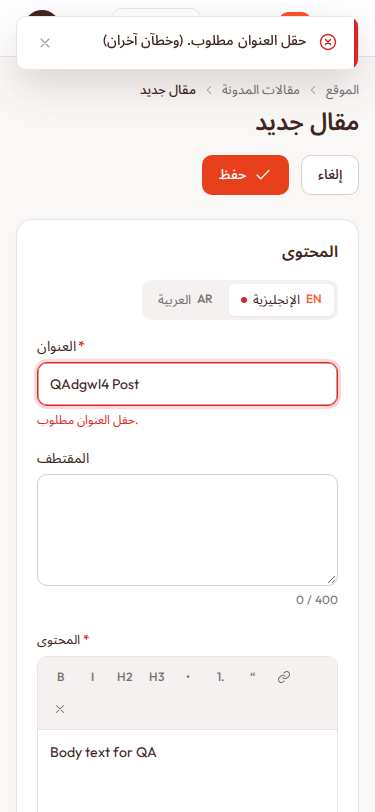 حقل العنوان مطلوب. (وخطآن آخران)
الموقع > مقالات المدونة > مقال جديد
مقال جديد
إلغاء
حفظ
المحتوى
EN الإنجليزية
AR العربية
العنوان *
QAdgwl4 Post
حقل العنوان مطلوب.
المقتطف
0 / 400
المحتوى *
B I H2 H3 • 1. “
Body text for QA